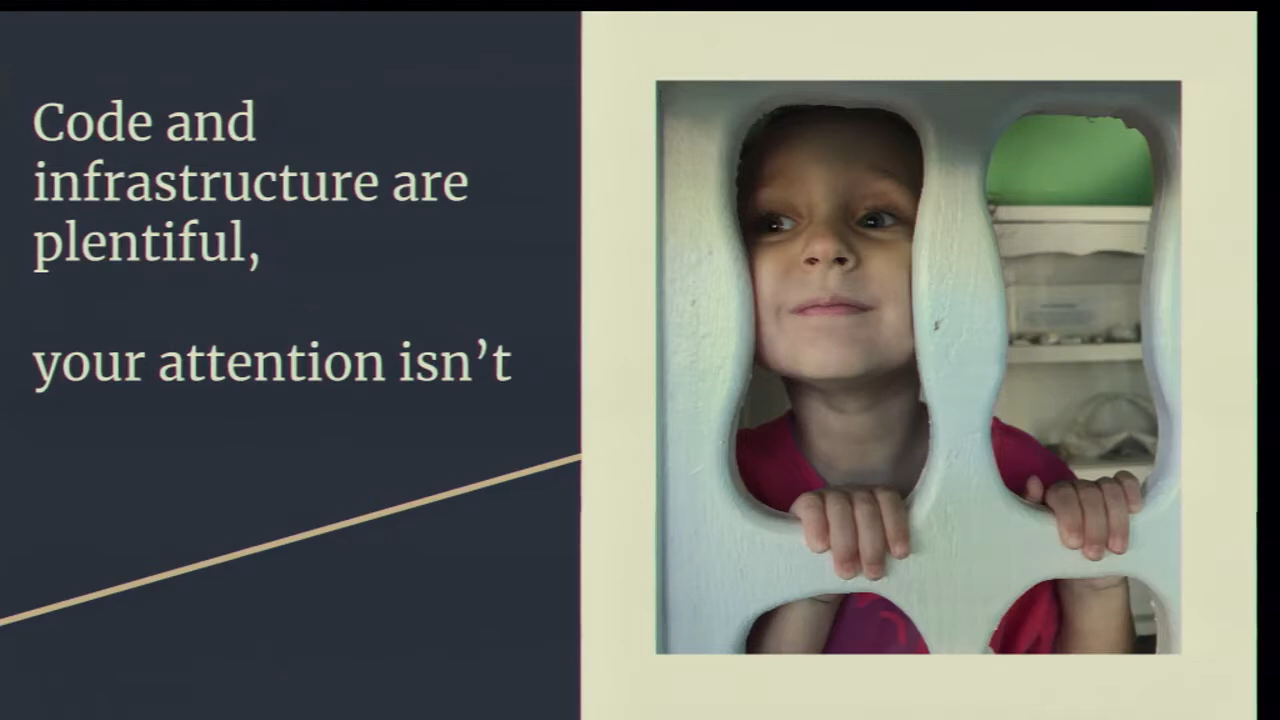 Code and
infrastructure are
plentiful,
your attention isn’t